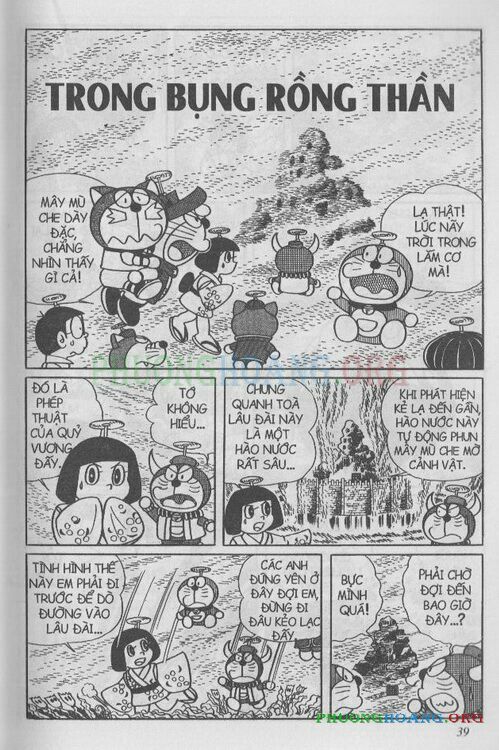 TRONG BỤNG RỒNG THẦN
MÂY MÙ
CHE DÀY
ĐẶC,
CHẲNG
NHÌN THẤY
GÌ CẢ!
LẠ THẬT!
LÚC NÃY
TRỜI TRONG
LẮM CƠ
MÀ!
PHUONGHOANG.ORG
ĐÓ LÀ
PHÉP
THUẬT
CỦA QUỶ
VƯƠNG
ĐẤY.
TỚ
KHÔNG
HIỂU...
CHUNG
QUANH TOÀ
LÂU ĐÀI NÀY
LÀ MỘT
HÀO NƯỚC
RẤT SÂU...
KHI PHÁT HIỆN
KẺ LẠ ĐẾN GẦN,
HÀO NƯỚC NÀY
TỰ ĐỘNG PHUN
MÂY MÙ CHE MỜ
CẢNH VẬT.
TÌNH HÌNH THẾ
NÀY EM PHẢI ĐI
TRƯỚC ĐỂ DÒ
ĐƯỜNG VÀO
LÂU ĐÀI...
CÁC ANH
ĐỨNG YÊN Ở
ĐÂY ĐỢI EM,
ĐỪNG ĐI
ĐÂU KẺO LẠC
ĐẤY
BỰC
MÌNH
QUÁ!
PHẢI CHỜ
ĐỢI ĐẾN
BAO GIỜ
ĐÂY...?
PHUONGHOANG.ORG
39